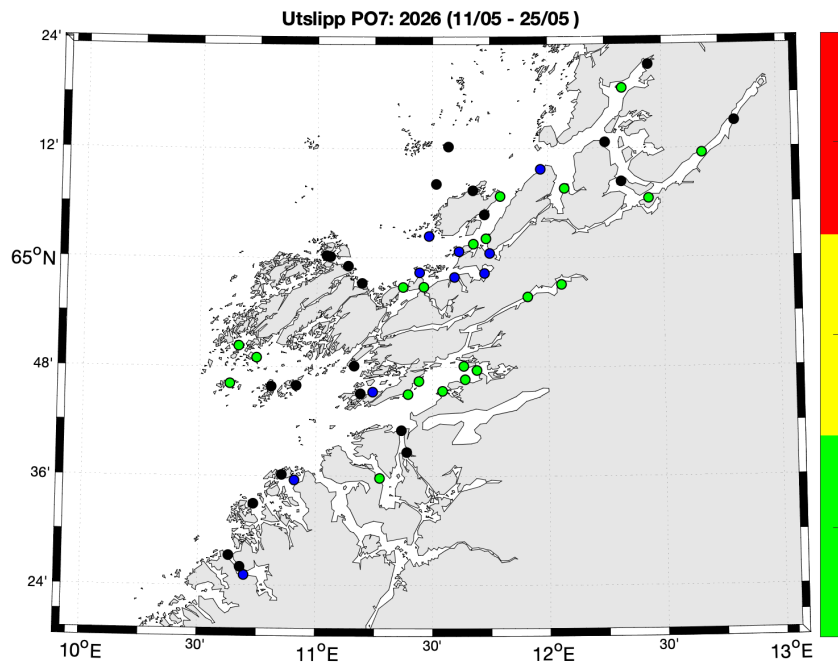 Utslipp PO7: 2026 (11/05 - 25/05 )
24'
12'
65°N
48'
36'
24'
10°E
30'
11°E
30'
12°E
30'
13°E